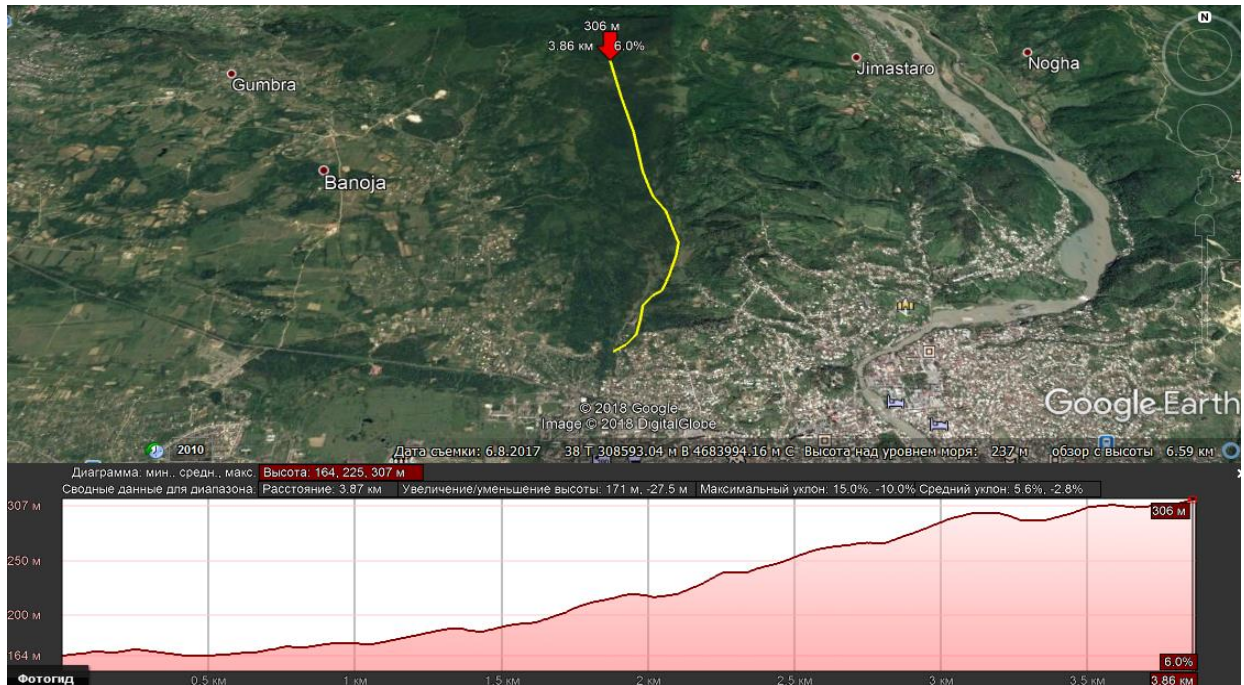 N
306 м
3.86 км 6.0%
Jimastaro
Nogha
Gumbra
Banoja
© 2018 Google
Image © 2018 DigitalGlobe
Google Earth
2010
Дата съемки: 6.8.2017 38 T 308593.04 м В 4683994.16 м С Высота над уровнем моря: 237 м обзор с высоты 6.59 км
Диаграмма: мин., средн., макс. Высота: 164, 225, 307 м
Сводные данные для диапазона: Расстояние: 3.87 км Увеличение/уменьшение высоты: 171 м, -27.5 м Максимальный уклон: 15.0%, -10.0% Средний уклон: 5.6%, -2.8%
307 м
306 м
250 м
200 м
164 м
6.0%
Фотогид 0.5 км 1 км 1.5 км 2 км 2.5 км 3 км 3.5 км 3.86 км